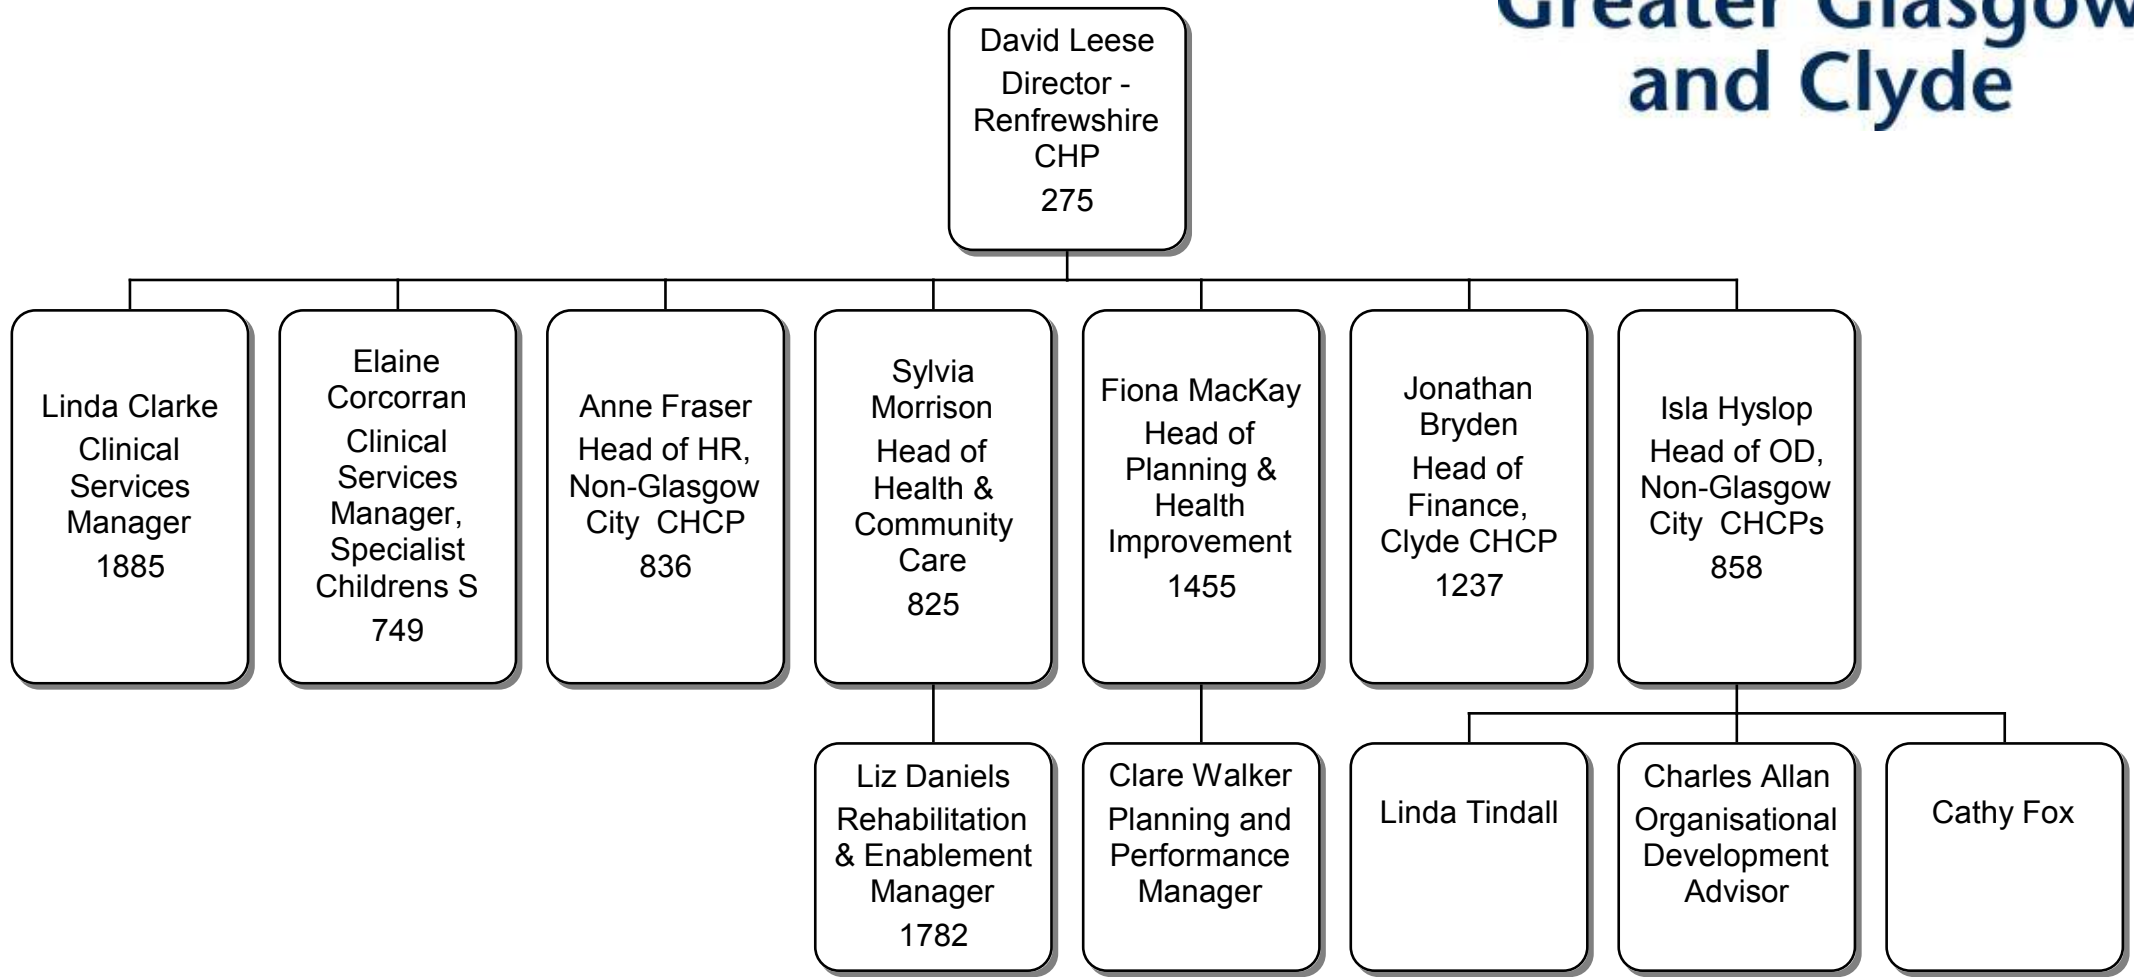 Greater Glasgow
and Clyde
David Leese
Director -
Renfrewshire
CHP
275
Linda Clarke
Clinical
Services
Manager
1885
Elaine
Corcorran
Clinical
Services
Manager,
Specialist
Childrens S
749
Anne Fraser
Head of HR,
Non-Glasgow
City  CHCP
836
Sylvia
Morrison
Head of
Health &
Community
Care
825
Fiona MacKay
Head of
Planning &
Health
Improvement
1455
Jonathan
Bryden
Head of
Finance,
Clyde CHCP
1237
Isla Hyslop
Head of OD,
Non-Glasgow
City  CHCPs
858
Liz Daniels
Rehabilitation
& Enablement
Manager
1782
Clare Walker
Planning and
Performance
Manager
Linda Tindall
Charles Allan
Organisational
Development
Advisor
Cathy Fox